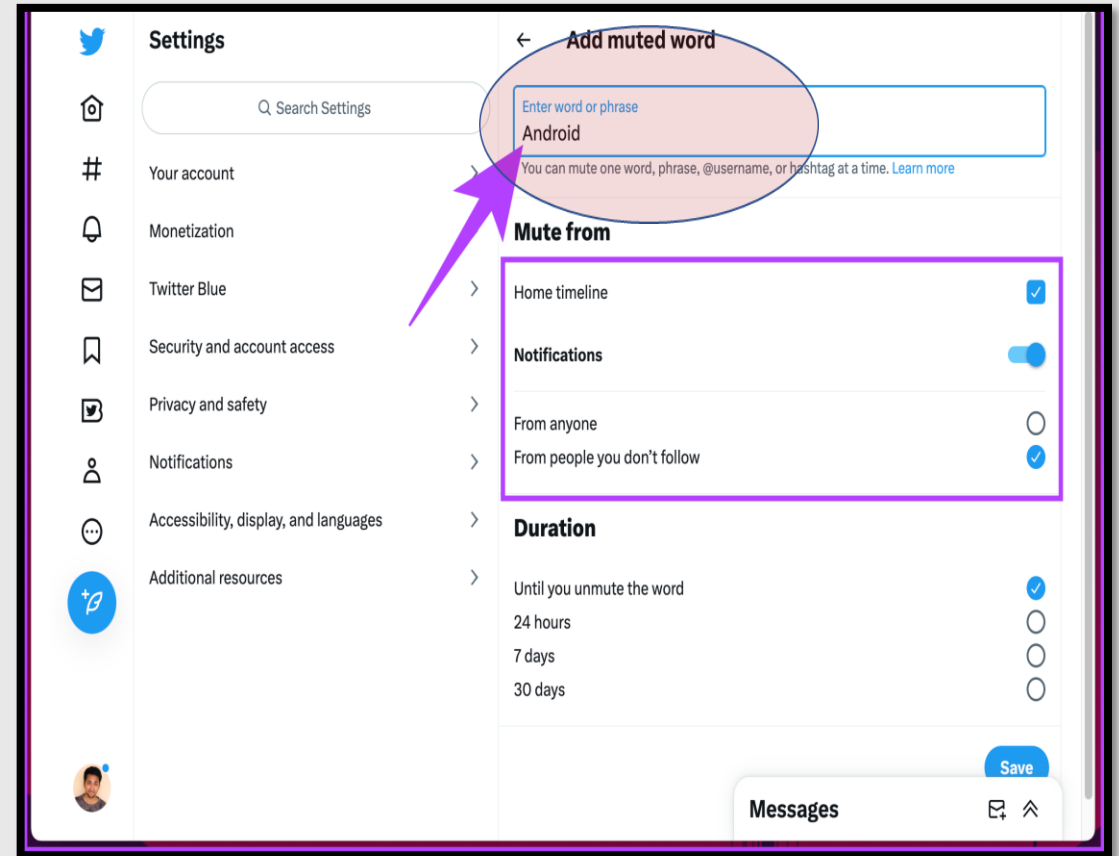 Settings
Search Settings
Your account
Monetization
Twitter Blue
Security and account access
Privacy and safety
Notifications
Accessibility, display, and languages
Additional resources
Add muted word
Enter word or phrase
Android
You can mute one word, phrase, @username, or hashtag at a time. Learn more
Mute from
Home timeline
Notifications
From anyone
From people you don't follow
Duration
Until you unmute the word
24 hours
7 days
30 days
Save
Messages